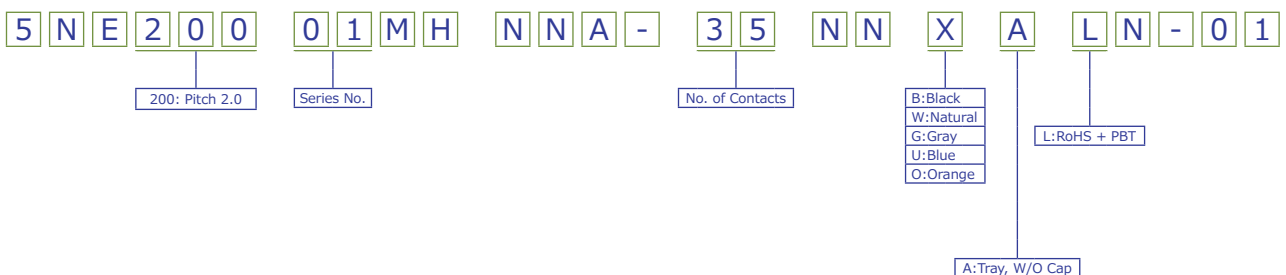 5NE200 01MH NNA- 35 NN X A LN-01
200: Pitch 2.0
Series No.
No. of Contacts
B:Black
W:Natural
G:Gray
U:Blue
O:Orange
L:RoHS + PBT
A:Tray, W/O Cap